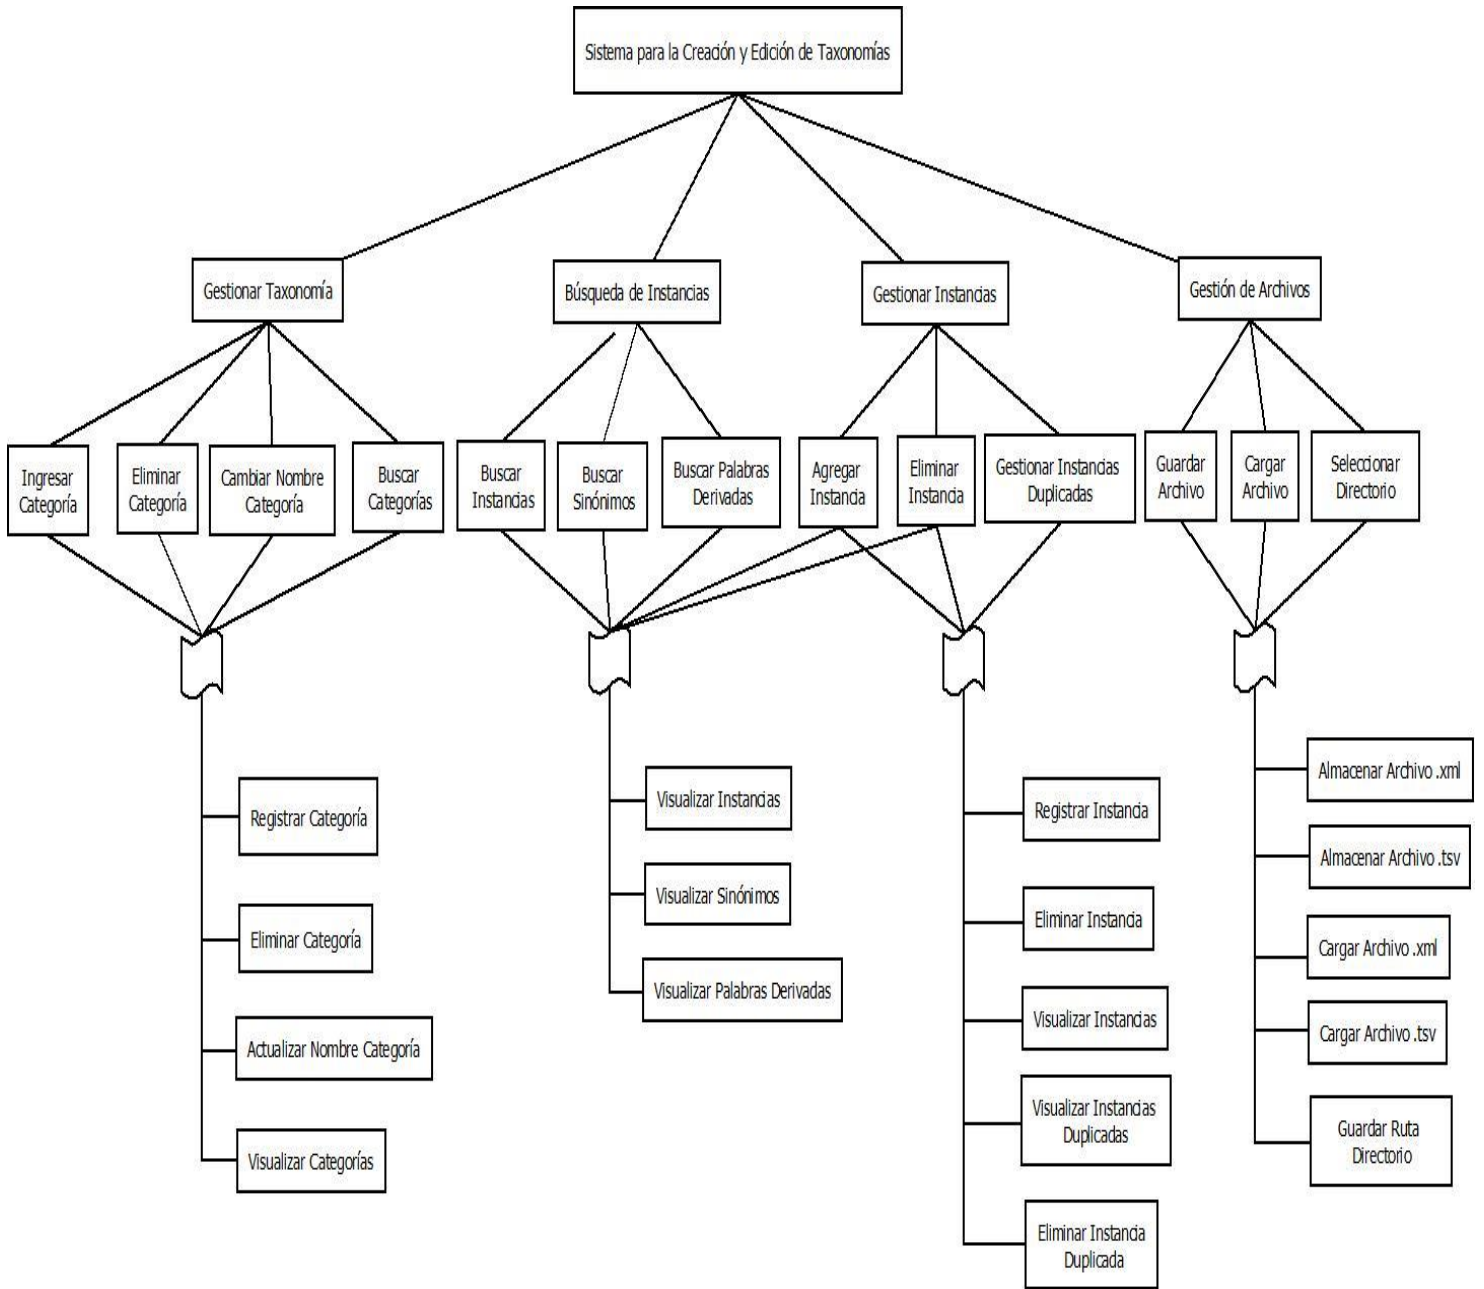 Sistema para la Creación y Edición de Taxonomías
Gestionar Taxonomía
Búsqueda de Instancias
Gestionar Instancias
Gestión de Archivos
Ingresar
Categoría
Eliminar
Categoría
Cambiar Nombre
Categoría
Buscar
Categorías
Buscar
Instancias
Buscar
Sinónimos
Buscar Palabras
Derivadas
Agregar
Instancia
Eliminar
Instancia
Gestionar Instancias
Duplicadas
Guardar
Archivo
Cargar
Archivo
Seleccionar
Directorio
Registrar Categoría
Eliminar Categoría
Actualizar Nombre Categoría
Visualizar Categorías
Visualizar Instancias
Visualizar Sinónimos
Visualizar Palabras Derivadas
Registrar Instancia
Eliminar Instancia
Visualizar Instancias
Visualizar Instancias
Duplicadas
Eliminar Instancia
Duplicada
Almacenar Archivo .xml
Almacenar Archivo .tsv
Cargar Archivo .xml
Cargar Archivo .tsv
Guardar Ruta
Directorio